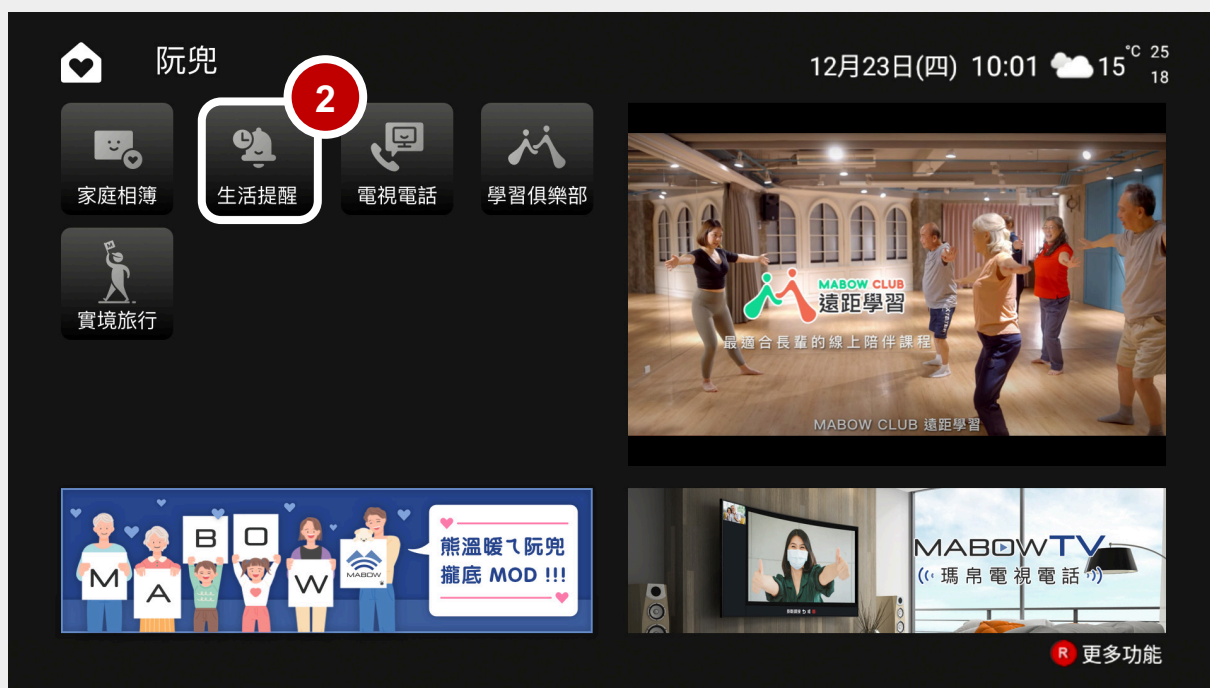 阮兜
12月23日(四) 10:01 15°C 25
18
2
家庭相簿
生活提醒
電視電話
學習俱樂部
實境旅行
MABOW CLUB
遠距學習
最適合長輩的線上陪伴課程
MABOW CLUB 遠距學習
M A B O W
MABOW
熊溫暖ㄟ阮兜
攏底 MOD !!!
MABOWTV
瑪帛電視電話
R 更多功能